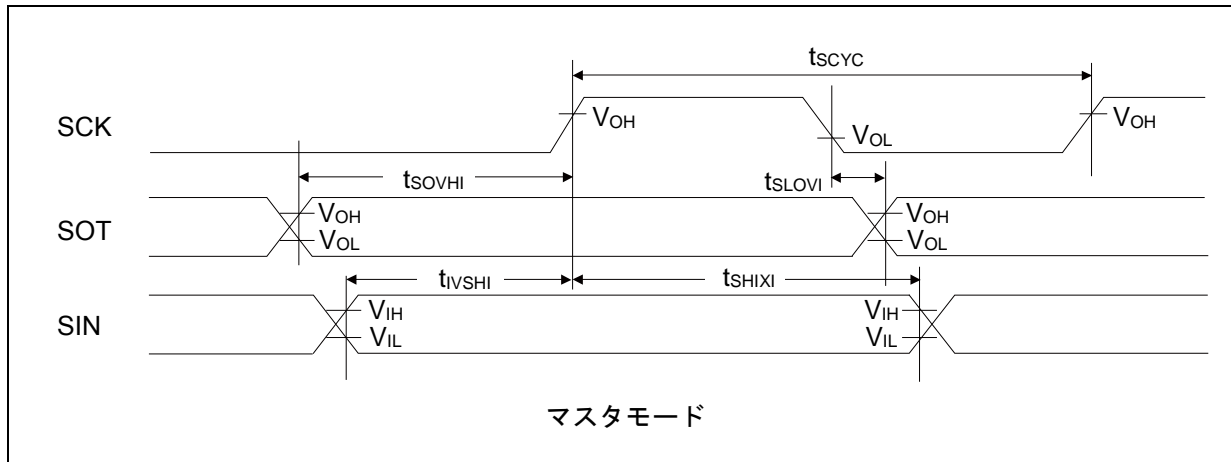 tSCYC
SCK
VOH
VOL
VOH
tSOVHI
tSLOVI
SOT
VOH
VOL
VOH
VOL
tIVSHI
tSHIXI
SIN
VIH
VIL
VIH
VIL
マスタモード